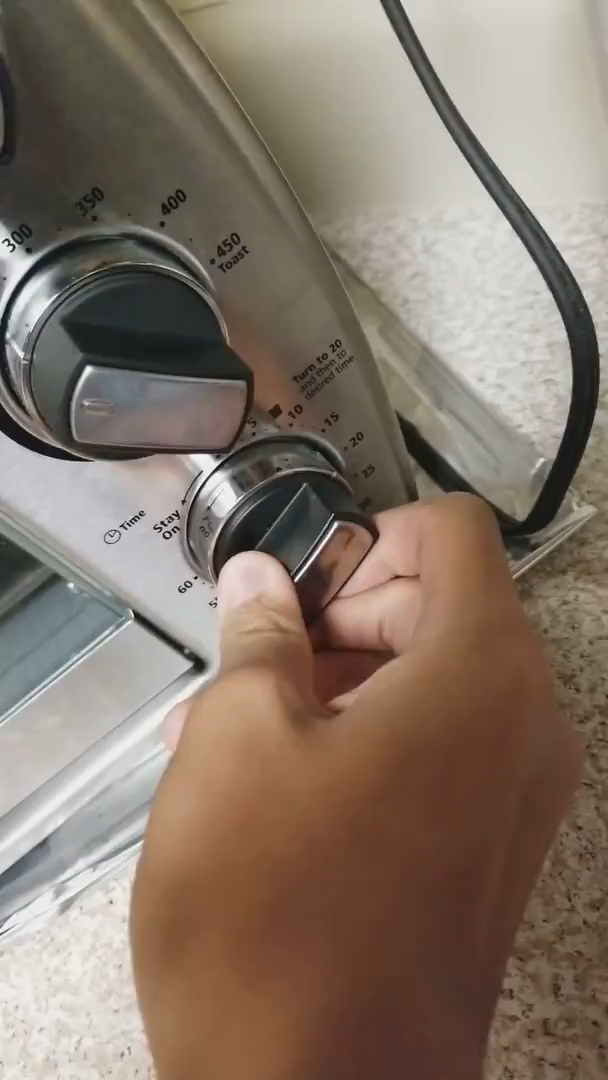 300
350
400
450
Toast
Turn to 20
and then to
desired time
5
10
15
20
25
Time
Stay
On
60